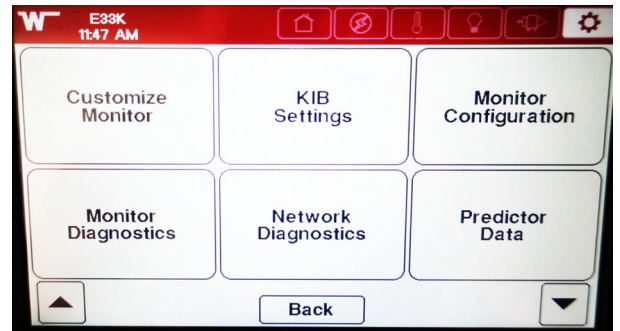 W E33K
11:47 AM
Customize
Monitor
KIB
Settings
Monitor
Configuration
Monitor
Diagnostics
Network
Diagnostics
Predictor
Data
Back